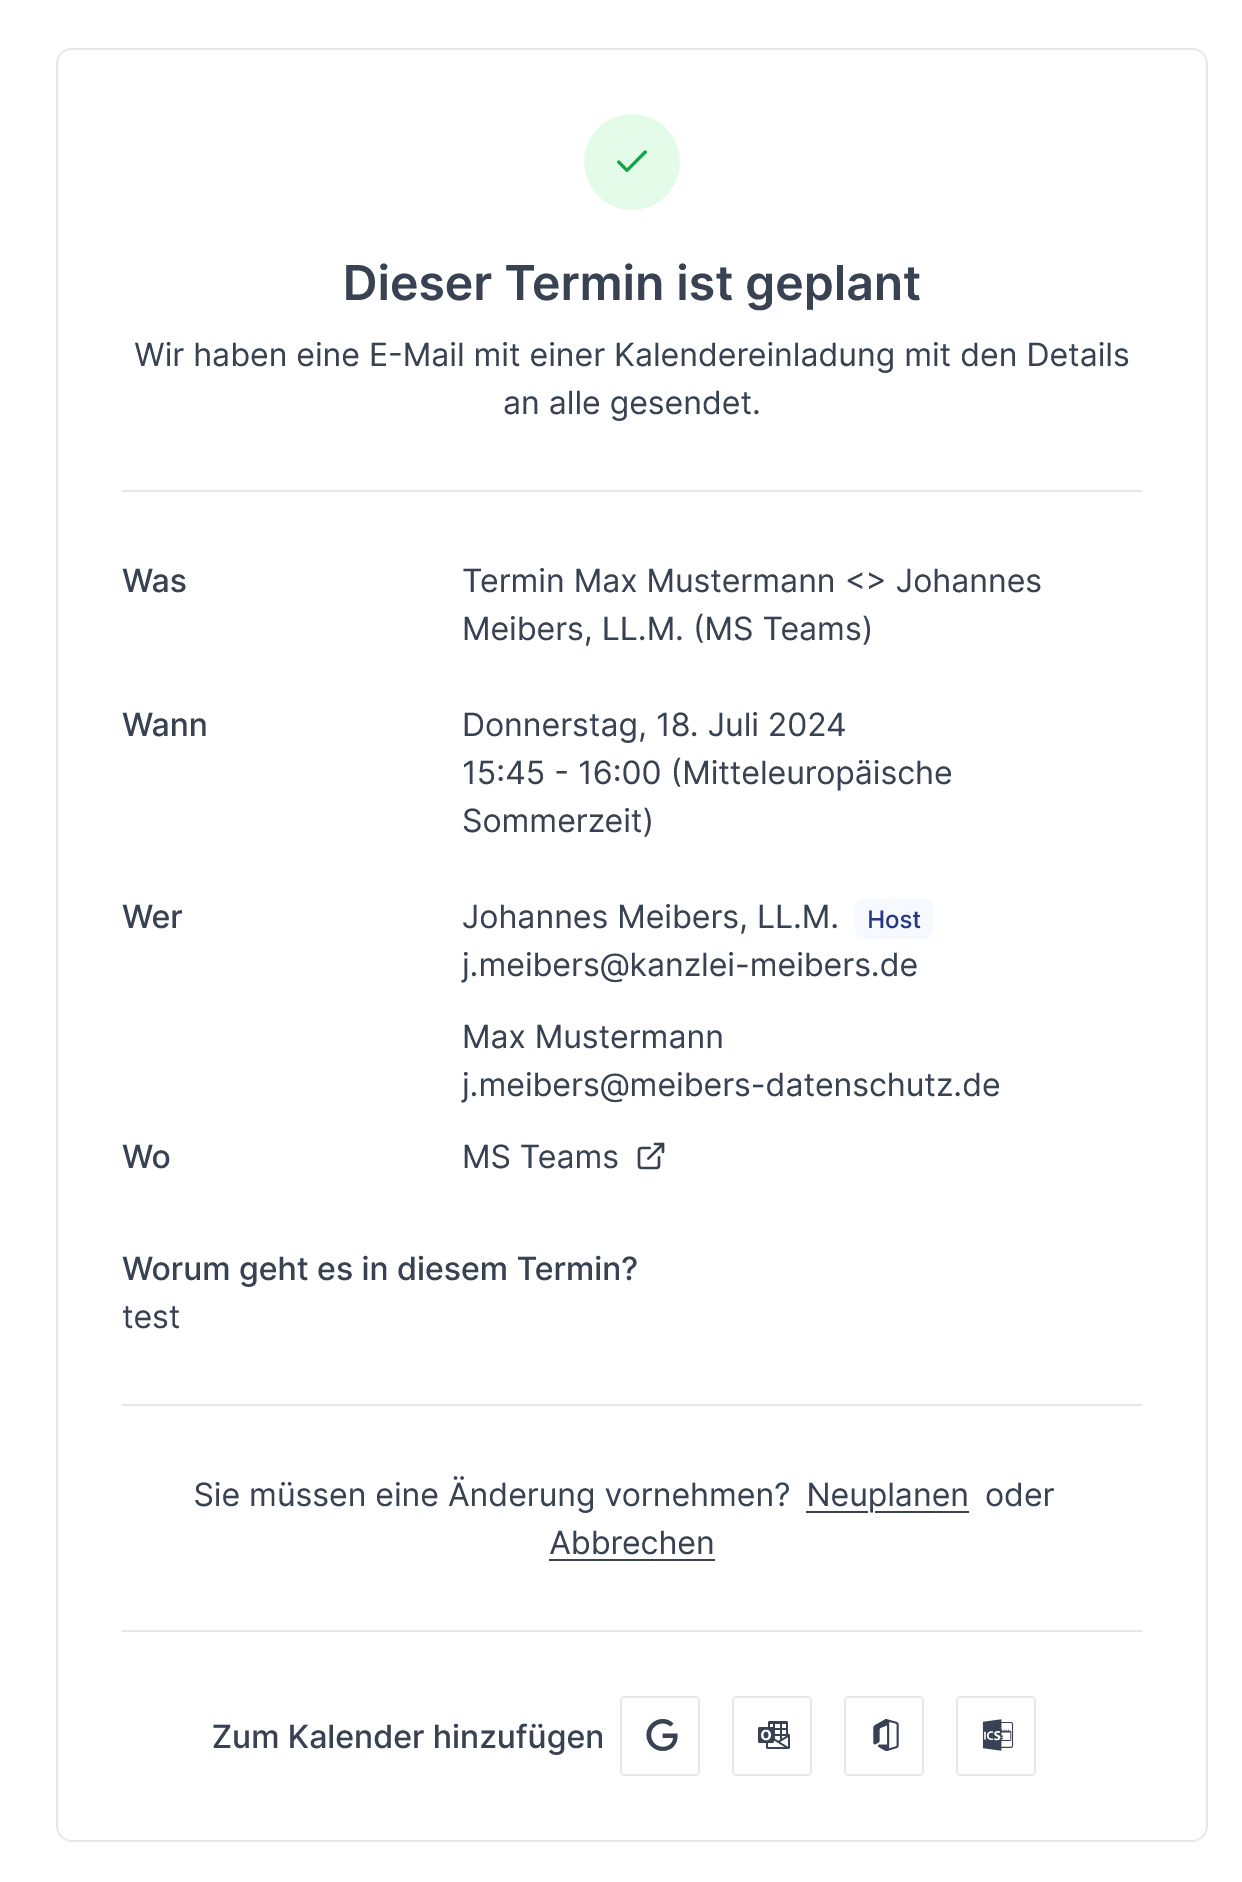 Dieser Termin ist geplant
Wir haben eine E-Mail mit einer Kalendereinladung mit den Details
an alle gesendet.
Was
Termin Max Mustermann <> Johannes
Meibers, LL.M. (MS Teams)
Wann
Donnerstag, 18. Juli 2024
15:45 - 16:00 (Mitteleuropäische
Sommerzeit)
Wer
Johannes Meibers, LL.M. Host
j.meibers@kanzlei-meibers.de
Max Mustermann
j.meibers@meibers-datenschutz.de
Wo
MS Teams
Worum geht es in diesem Termin?
test
Sie müssen eine Änderung vornehmen? Neuplanen oder
Abbrechen
Zum Kalender hinzufügen G O ICS